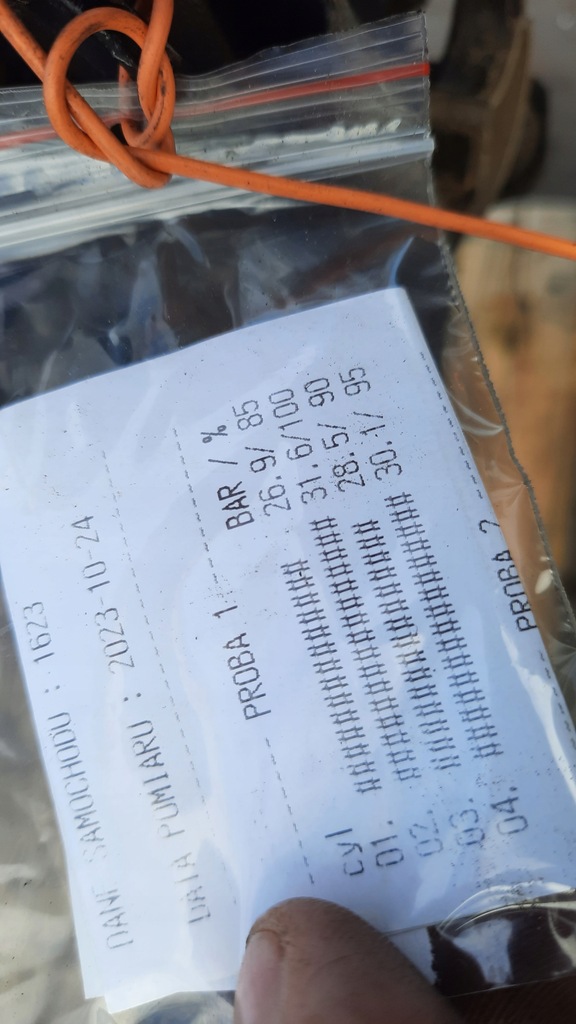 DANE SAMOCHODU : 1623
DATA POMIARU : 2023-10-24
PROBA 1
cyl BAR / %
01. ############ 26.9/ 85
02. ############### 31.6/100
03. ############# 28.5/ 90
04. ############## 30.1/ 95
PROBA 2